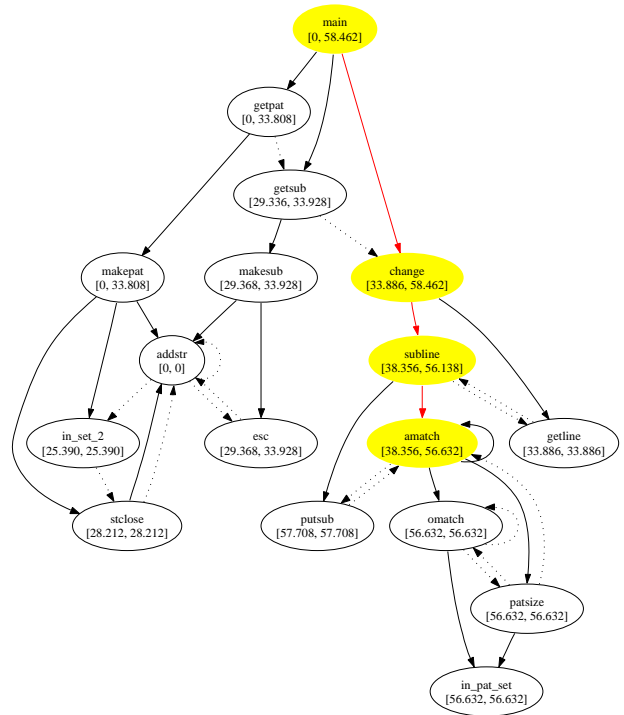 main
[0, 58.462]
getpat
[0, 33.808]
getsub
[29.336, 33.928]
makepat
[0, 33.808]
makesub
[29.368, 33.928]
change
[33.886, 58.462]
addstr
[0, 0]
subline
[38.356, 56.138]
in_set_2
[25.390, 25.390]
esc
[29.368, 33.928]
amatch
[38.356, 56.632]
getline
[33.886, 33.886]
stclose
[28.212, 28.212]
putsub
[57.708, 57.708]
omatch
[56.632, 56.632]
patsize
[56.632, 56.632]
in_pat_set
[56.632, 56.632]